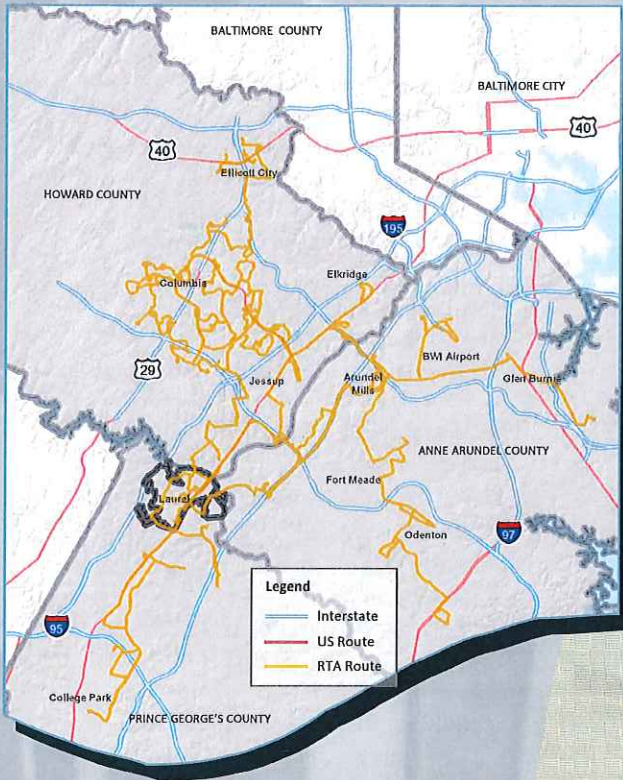 BALTIMORE COUNTY
BALTIMORE CITY
40
40
Ellicott City
HOWARD COUNTY
195
Elkridge
Columbia
BWI Airport
29
Jessup
Arundel
Mills
Glen Burnie
ANNE ARUNDEL COUNTY
Fort Meade
Laurel
Odenton
97
Legend
Interstate
US Route
RTA Route
95
College Park
PRINCE GEORGE'S COUNTY